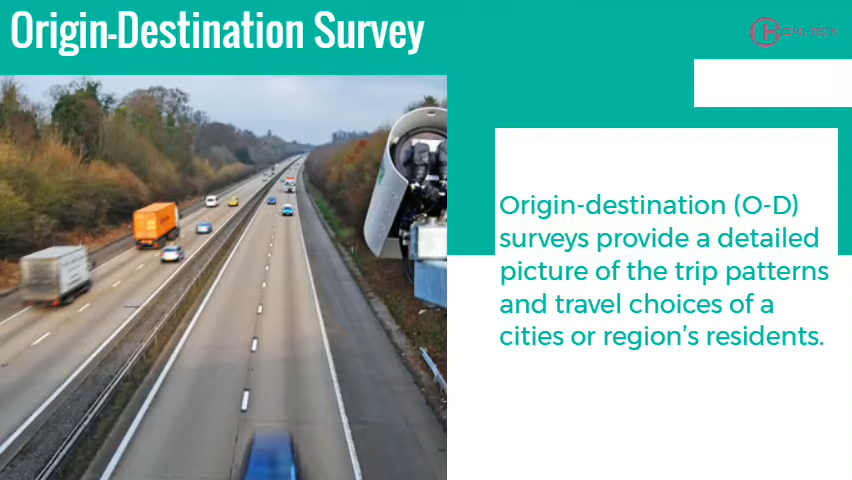 Origin-Destination Survey
Origin-destination (O-D)
surveys provide a detailed
picture of the trip patterns
and travel choices of a
cities or region's residents.